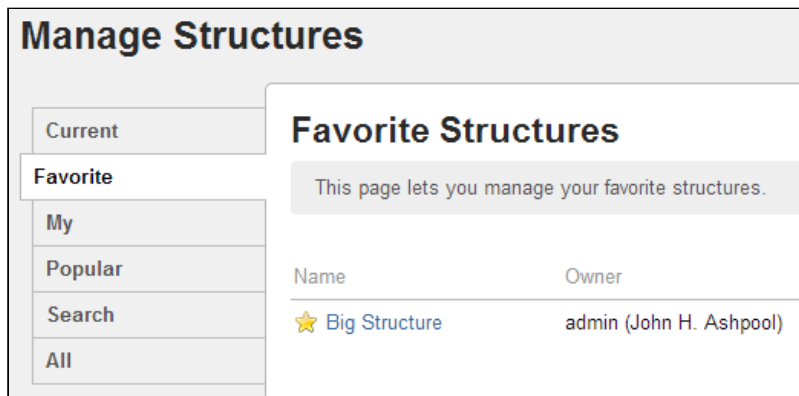 Manage Structures
Current
Favorite
My
Popular
Search
All
Favorite Structures
This page lets you manage your favorite structures.
Name Owner
Big Structure admin (John H. Ashpool)